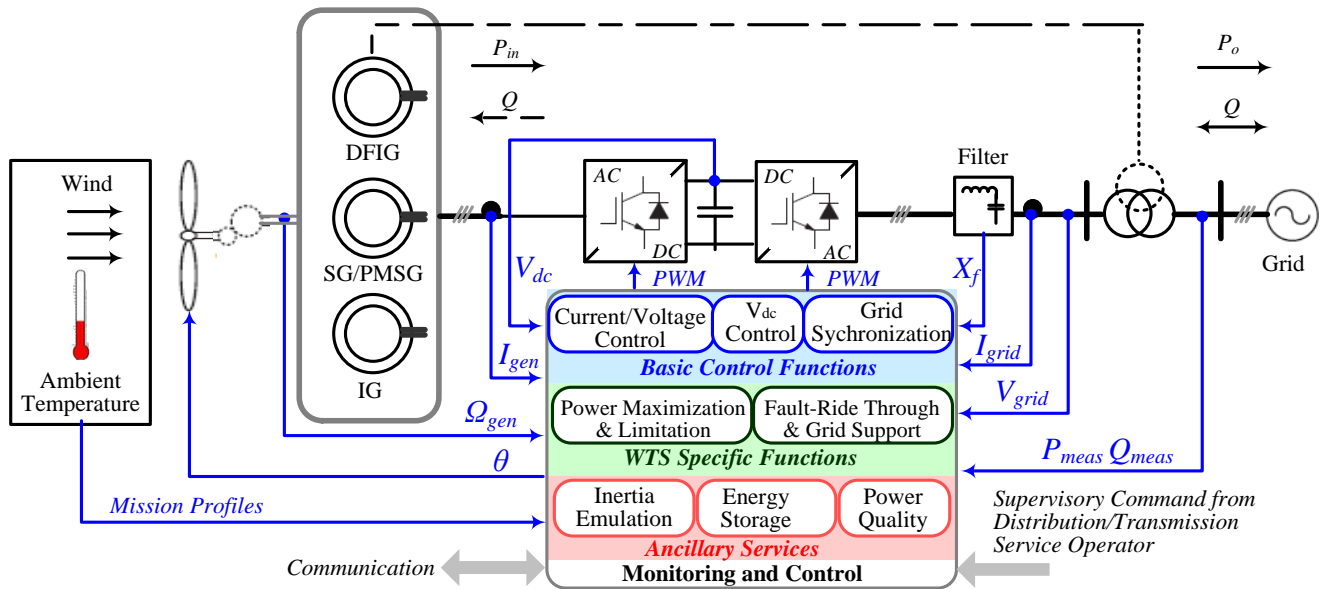 P_in
Q
P_o
Q
DFIG
SG/PMSG
IG
Wind
Ambient
Temperature
AC
DC
DC
AC
Filter
Grid
V_dc
PWM
PWM
X_f
Current/Voltage
Control
V_dc
Control
Grid
Sychronization
Basic Control Functions
I_gen
I_grid
V_grid
Ω_gen
Power Maximization
& Limitation
Fault-Ride Through
& Grid Support
WTS Specific Functions
θ
P_meas Q_meas
Mission Profiles
Inertia
Emulation
Energy
Storage
Power
Quality
Ancillary Services
Monitoring and Control
Supervisory Command from
Distribution/Transmission
Service Operator
Communication